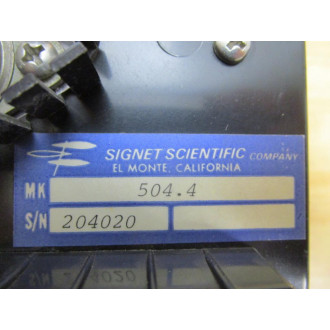 SIGNET SCIENTIFIC COMPANY
EL MONTE, CALIFORNIA
MK 504.4
S/N 204020